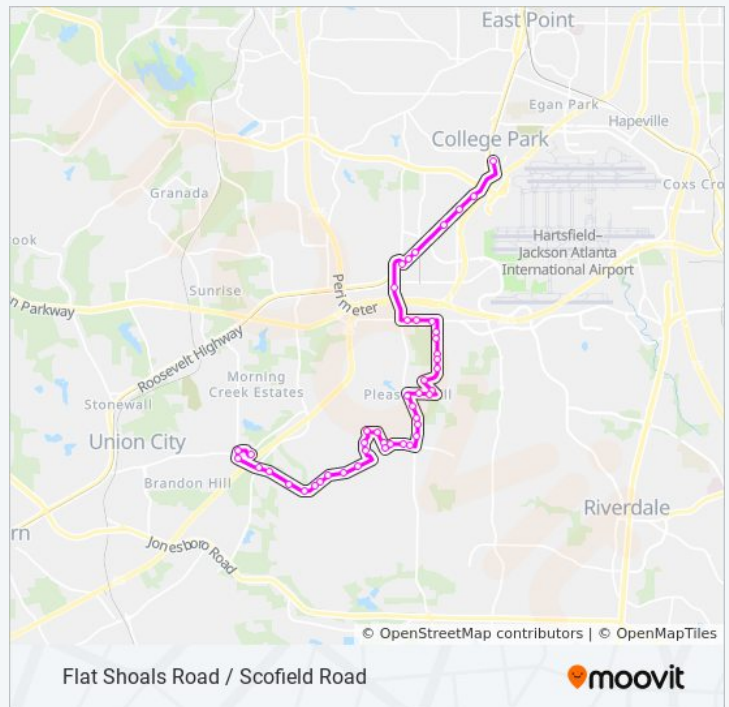 East Point
Egan Park
Hapeville
College Park
Coxs Cro
Granada
ook
Hartsfield–
Jackson Atlanta
International Airport
Sunrise
Perimeter
n Parkway
Roosevelt Highway
Morning
Creek Estates
Pleas
ill
Stonewall
Union City
Brandon Hill
Riverdale
rn
Jonesboro Road
© OpenStreetMap contributors | © OpenMapTiles
Flat Shoals Road / Scofield Road
moovit